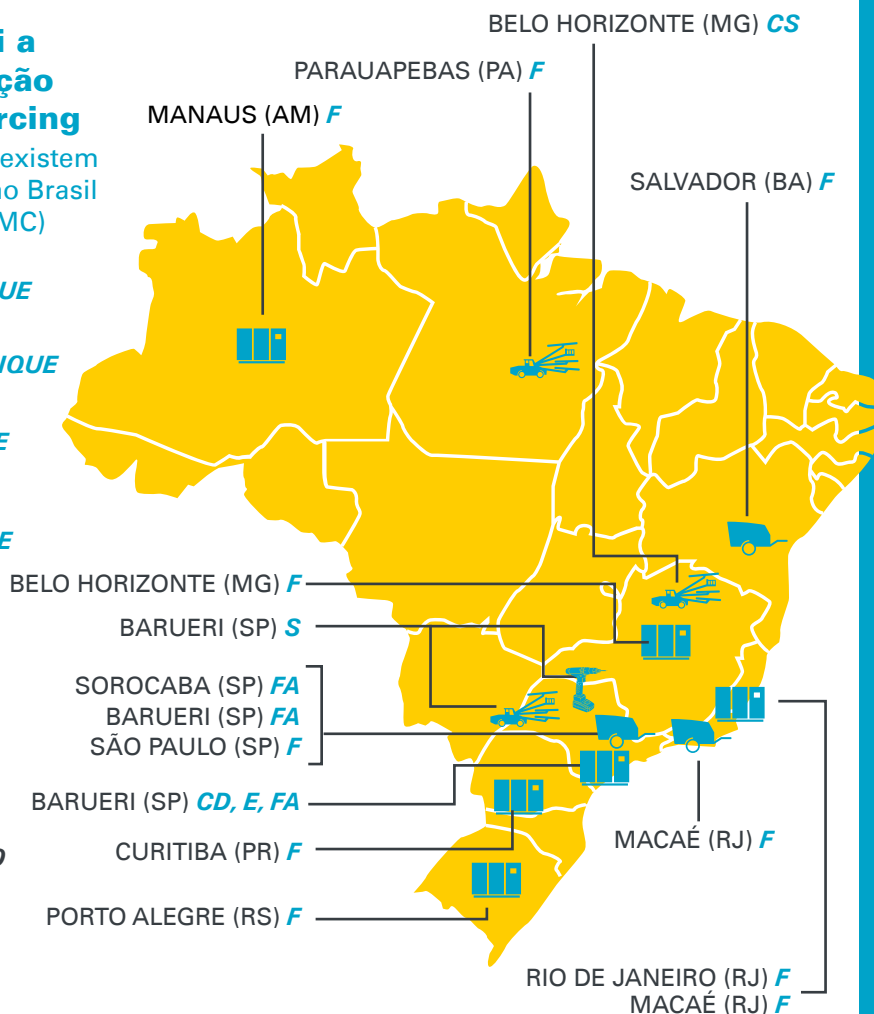 i a
ção
rcing
existem
no Brasil
MC)
UE
IQUE
E
E
O
BELO HORIZONTE (MG) CS
PARAUAPEBAS (PA) F
MANAUS (AM) F
SALVADOR (BA) F
BELO HORIZONTE (MG) F
BARUERI (SP) S
SOROCABA (SP) FA
BARUERI (SP) FA
SÃO PAULO (SP) F
BARUERI (SP) CD, E, FA
CURITIBA (PR) F
MACAÉ (RJ) F
PORTO ALEGRE (RS) F
RIO DE JANEIRO (RJ) F
MACAÉ (RJ) F